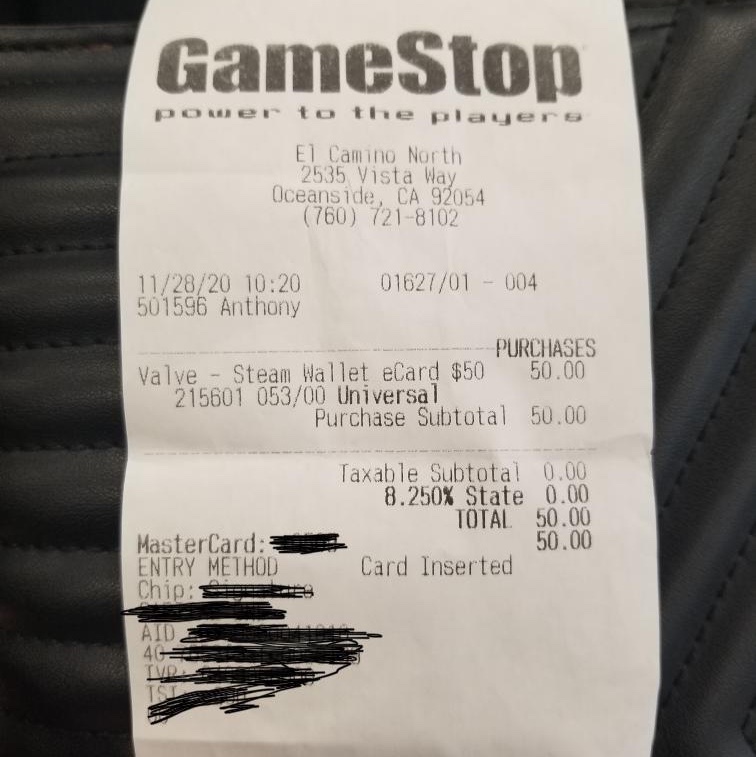 GameStop
power to the players
El Camino North
2535 Vista Way
Oceanside, CA 92054
(760) 721-8102
11/28/20 10:20 01627/01 - 004
501596 Anthony
PURCHASES
Valve - Steam Wallet eCard $50 50.00
215601 053/00 Universal
Purchase Subtotal 50.00
Taxable Subtotal 0.00
8.250% State 0.00
TOTAL 50.00
MasterCard: 50.00
ENTRY METHOD Card Inserted
Chip:
AID
40
TVR:
TSI